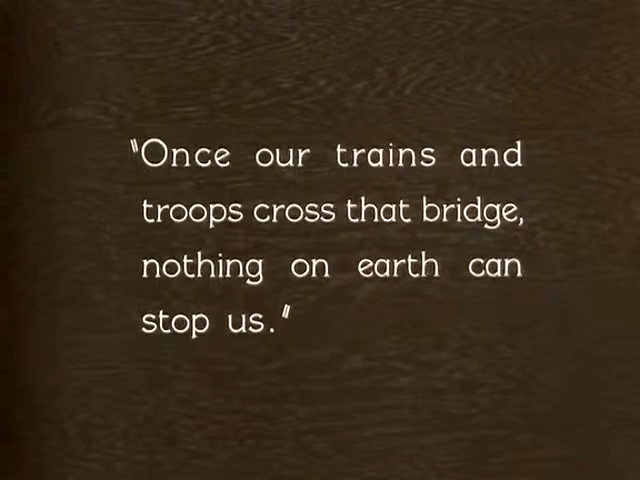 "Once our trains and
troops cross that bridge,
nothing on earth can
stop us."